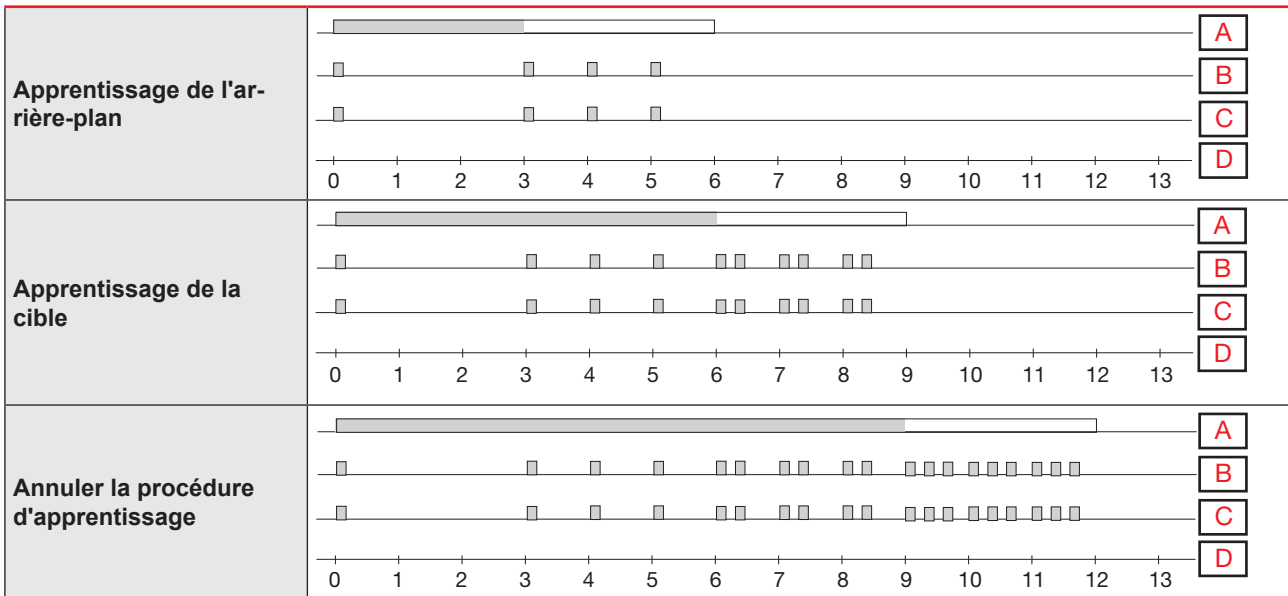 A
B
Apprentissage de l'ar-
rière-plan
C
D
0 1 2 3 4 5 6 7 8 9 10 11 12 13
A
B
Apprentissage de la
cible
C
D
0 1 2 3 4 5 6 7 8 9 10 11 12 13
A
B
Annuler la procédure
d'apprentissage
C
D
0 1 2 3 4 5 6 7 8 9 10 11 12 13